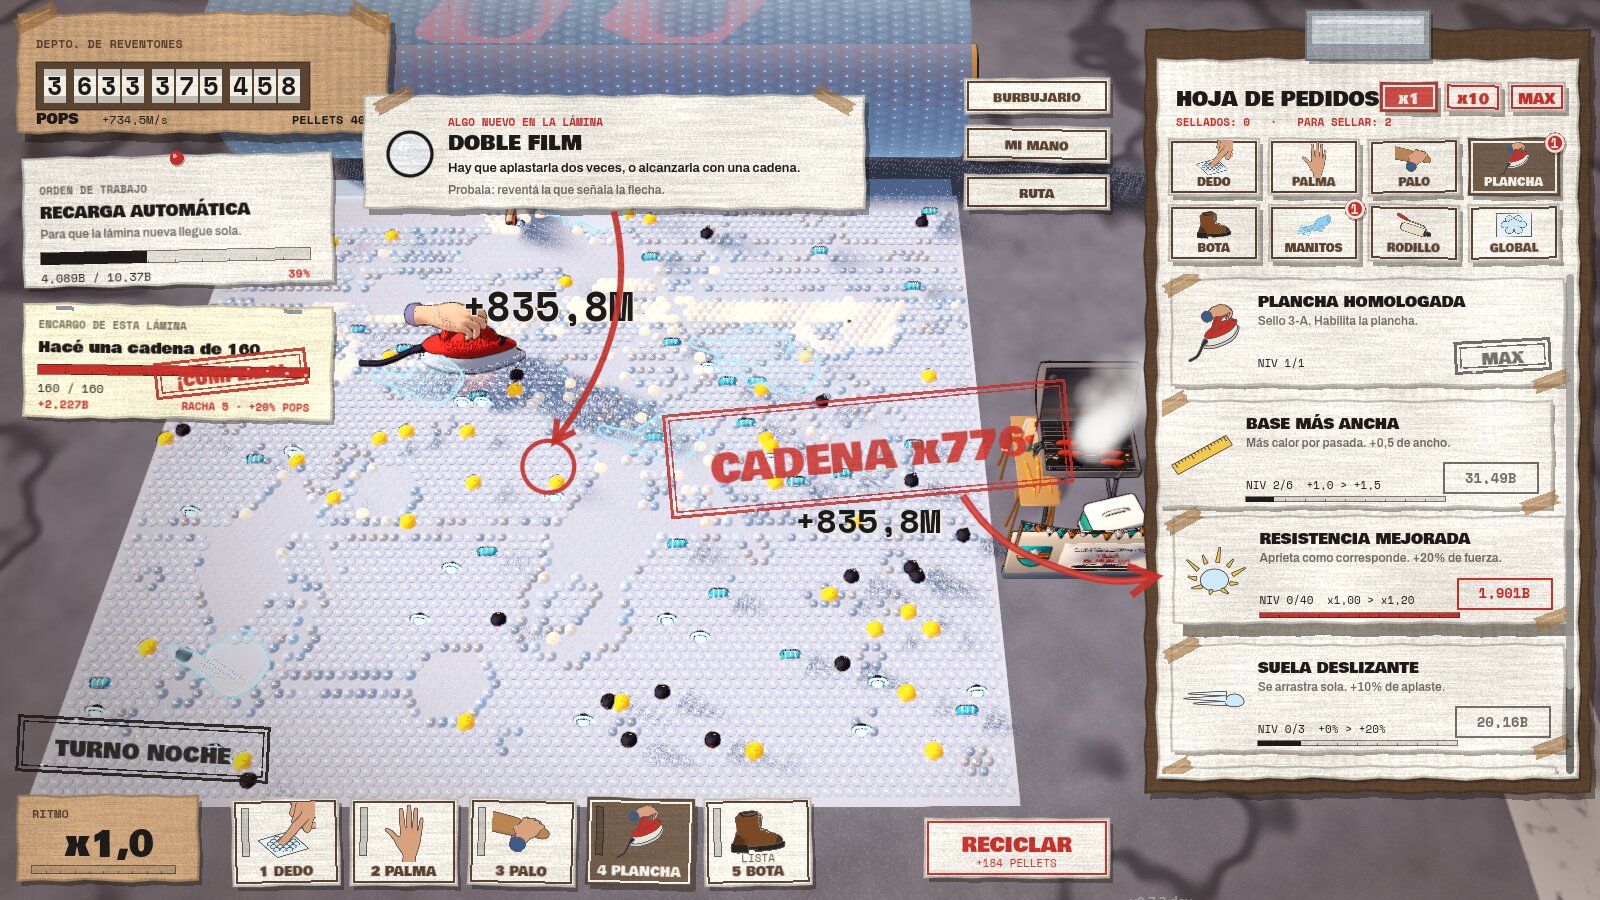 DEPTO. DE REVENTONES
3 633 375 458
POPS +734,5M/s PELLETS 40
ORDEN DE TRABAJO
RECARGA AUTOMÁTICA
Para que la lámina nueva llegue sola.
4,089B / 10,37B 39%
ENCARGO DE ESTA LÁMINA
Hacé una cadena de 160
160 / 160
+2,227B RACHA 5 · +20% POPS
ALGO NUEVO EN LA LÁMINA
DOBLE FILM
Hay que aplastarla dos veces, o alcanzarla con una cadena.
Probala: reventá la que señala la flecha.
BURBUJARIO
MI MANO
RUTA
+835,8M
CADENA x776
+835,8M
HOJA DE PEDIDOS x1 x10 MAX
SELLADOS: 0 · PARA SELLAR: 2
DEDO PALMA PALO PLANCHA 1
BOTA MANITOS 1 RODILLO GLOBAL
PLANCHA HOMOLOGADA
Sello 3-A. Habilita la plancha.
NIV 1/1 MAX
BASE MÁS ANCHA
Más calor por pasada. +0,5 de ancho.
NIV 2/6 +1,0 > +1,5 31,49B
RESISTENCIA MEJORADA
Aprieta como corresponde. +20% de fuerza.
NIV 0/40 x1,00 > x1,20 1,901B
SUELA DESLIZANTE
Se arrastra sola. +10% de aplaste.
NIV 0/3 +0% > +20% 20,16B
TURNO NOCHE
RITMO
x1,0
1 DEDO
2 PALMA
3 PALO
4 PLANCHA
LISTA
5 BOTA
RECICLAR
+184 PELLETS